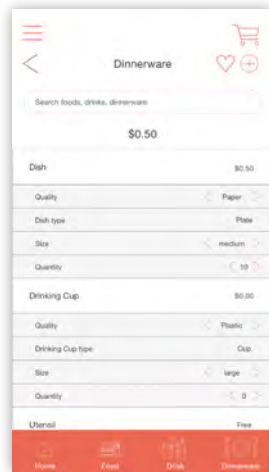 Dinnerware
Search foods, drinks, dinnerware
$0.50
Dish $0.50
Quality Paper
Dish type Plate
Size medium
Quantity 10
Drinking Cup $0.00
Quality Plastic
Drinking Cup type Cup
Size large
Quantity 0
Utensil Free
Home Food Drink Dinnerware